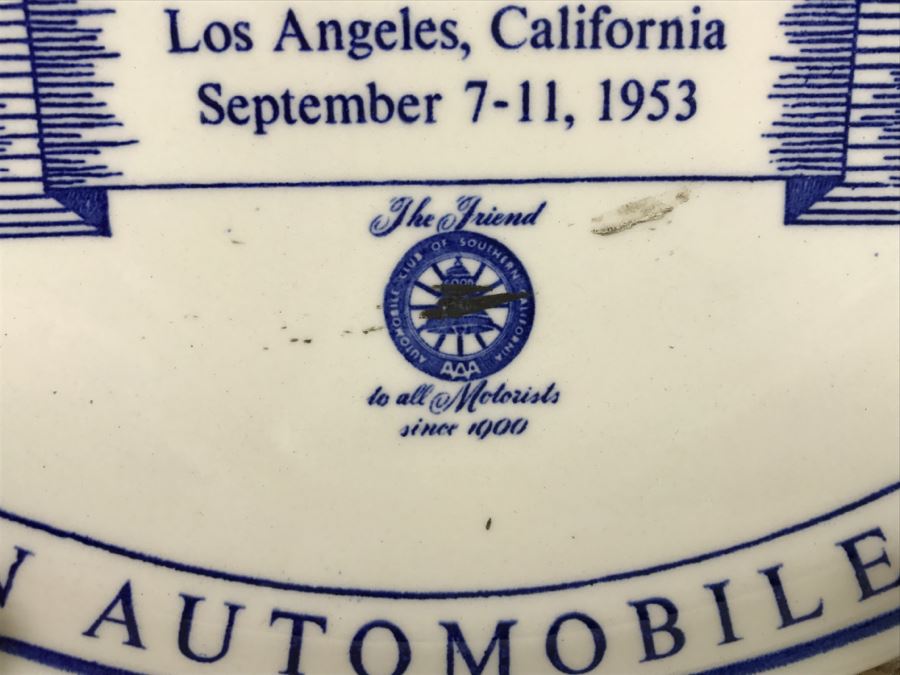 Los Angeles, California
September 7-11, 1953
The Friend
AUTOMOBILE CLUB OF SOUTHERN CALIFORNIA
AAA
to all Motorists
since 1900
AUTOMOBILE